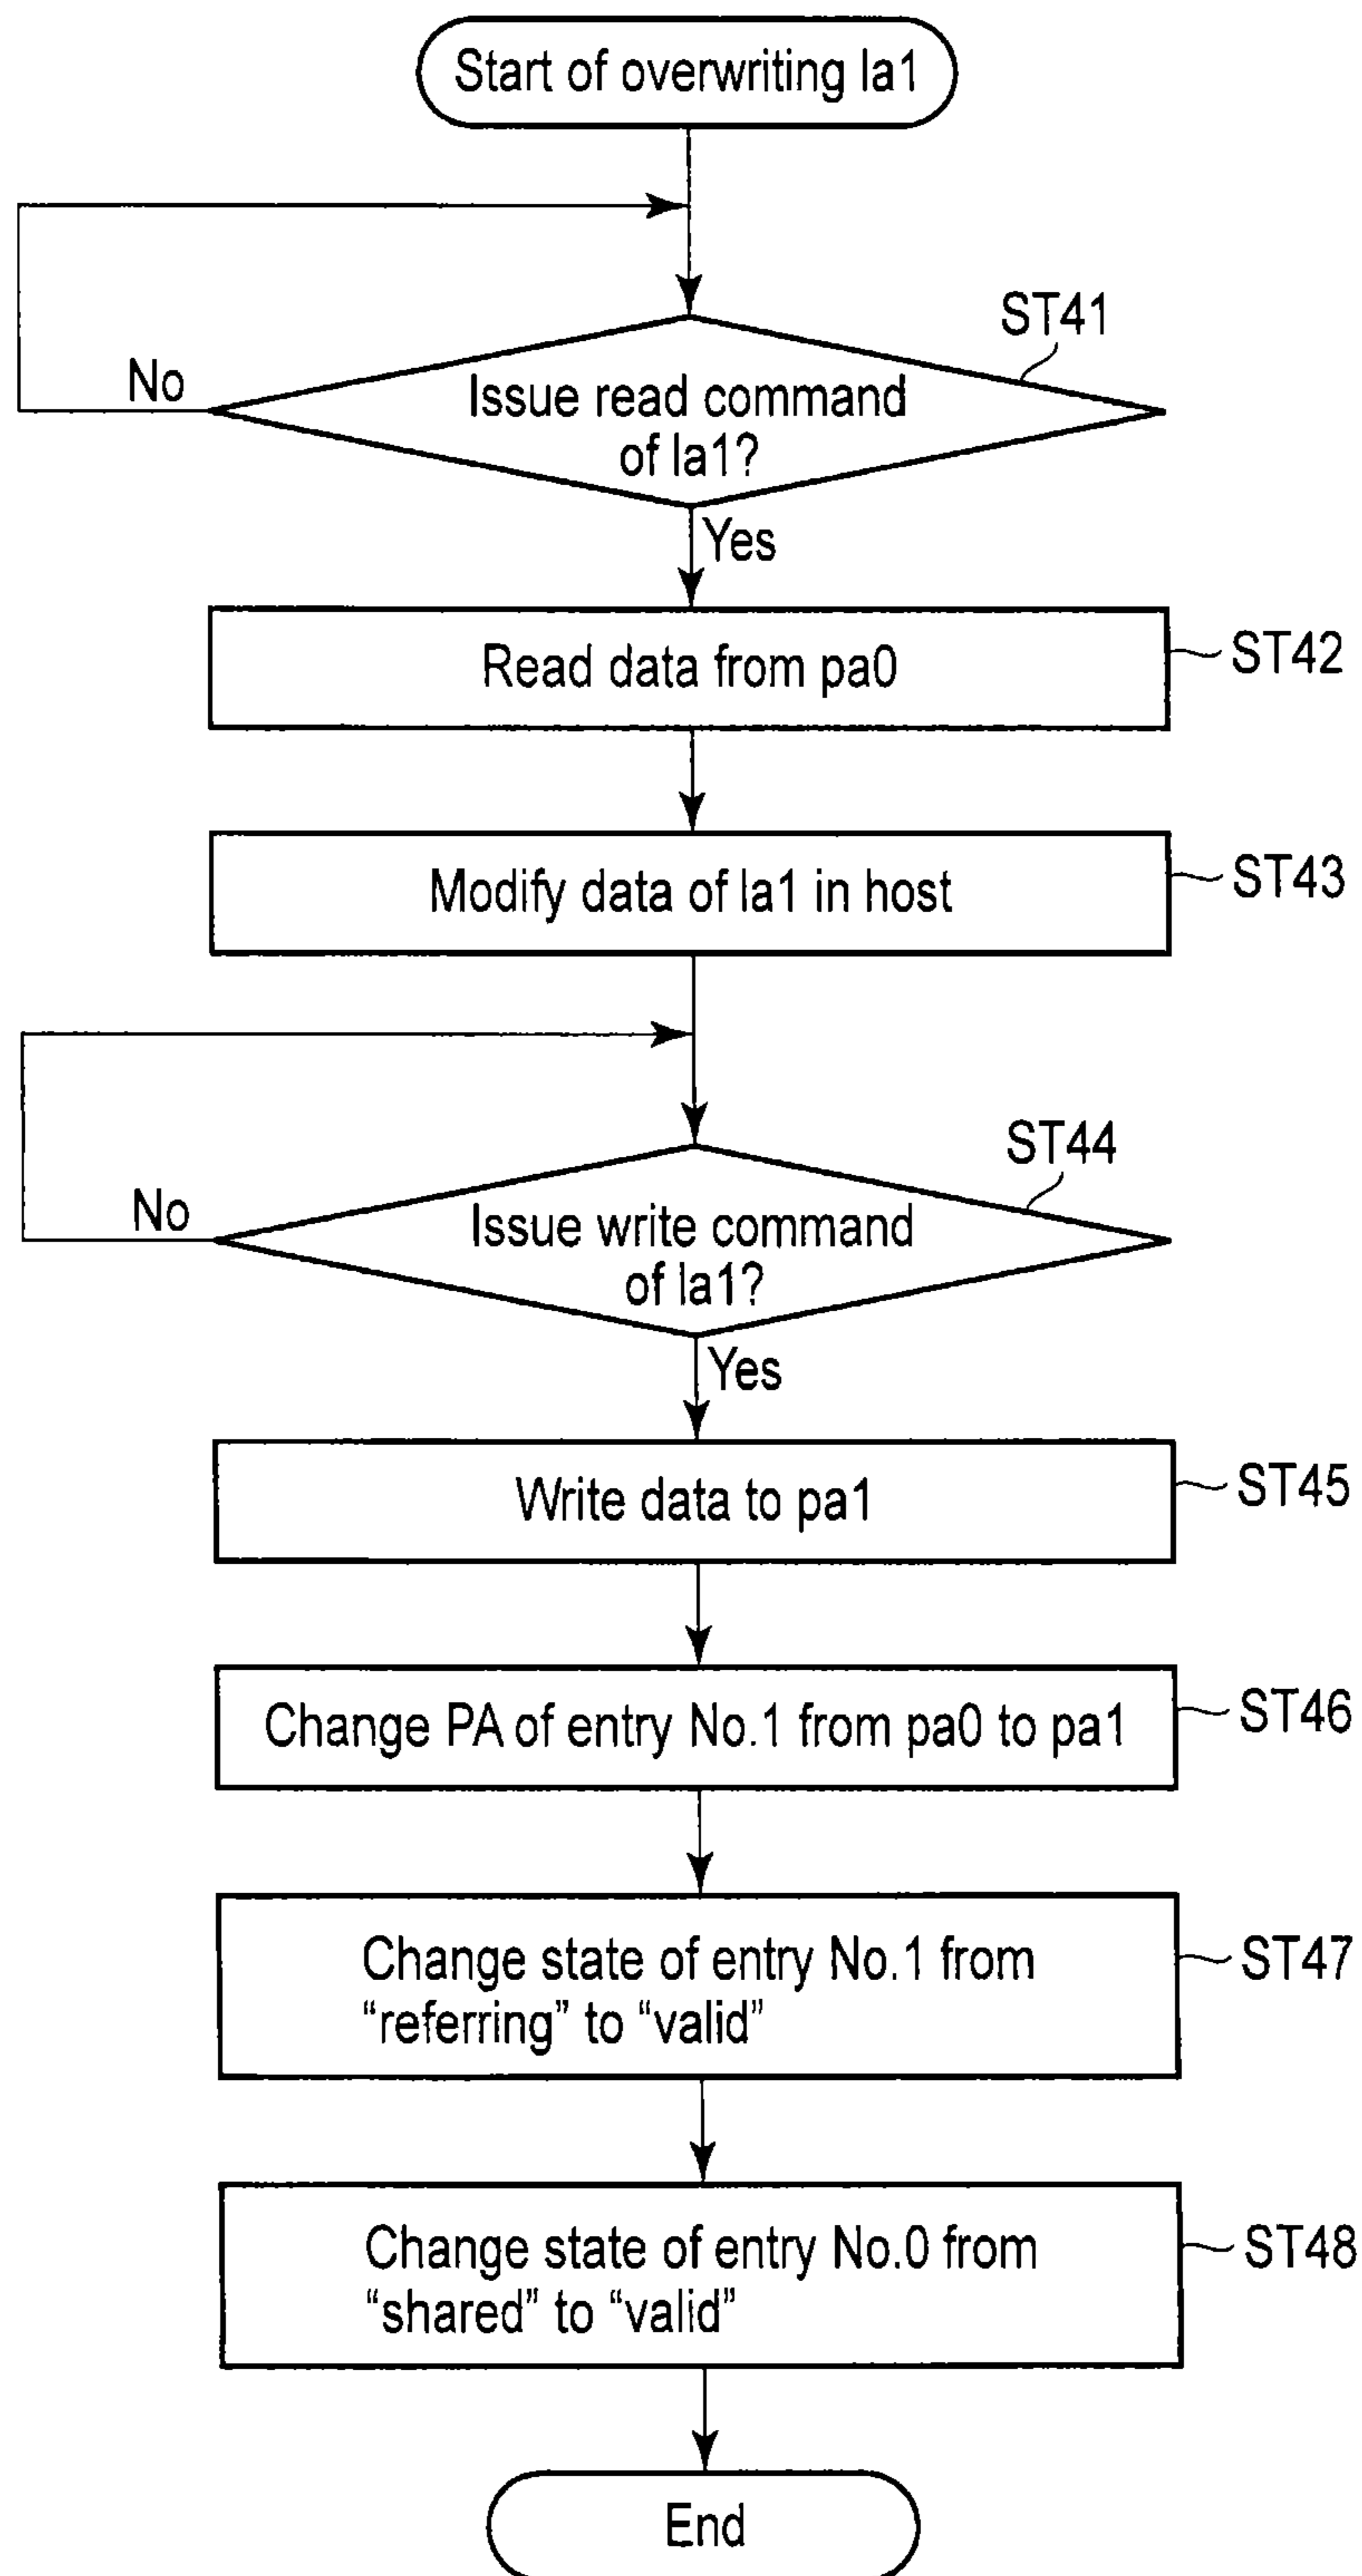 Start of overwriting la1
ST41
No
Issue read command
of la1?
Yes
Read data from pa0
ST42
Modify data of la1 in host
ST43
ST44
No
Issue write command
of la1?
Yes
Write data to pa1
ST45
Change PA of entry No.1 from pa0 to pa1
ST46
Change state of entry No.1 from
“referring” to “valid”
ST47
Change state of entry No.0 from
“shared” to “valid”
ST48
End